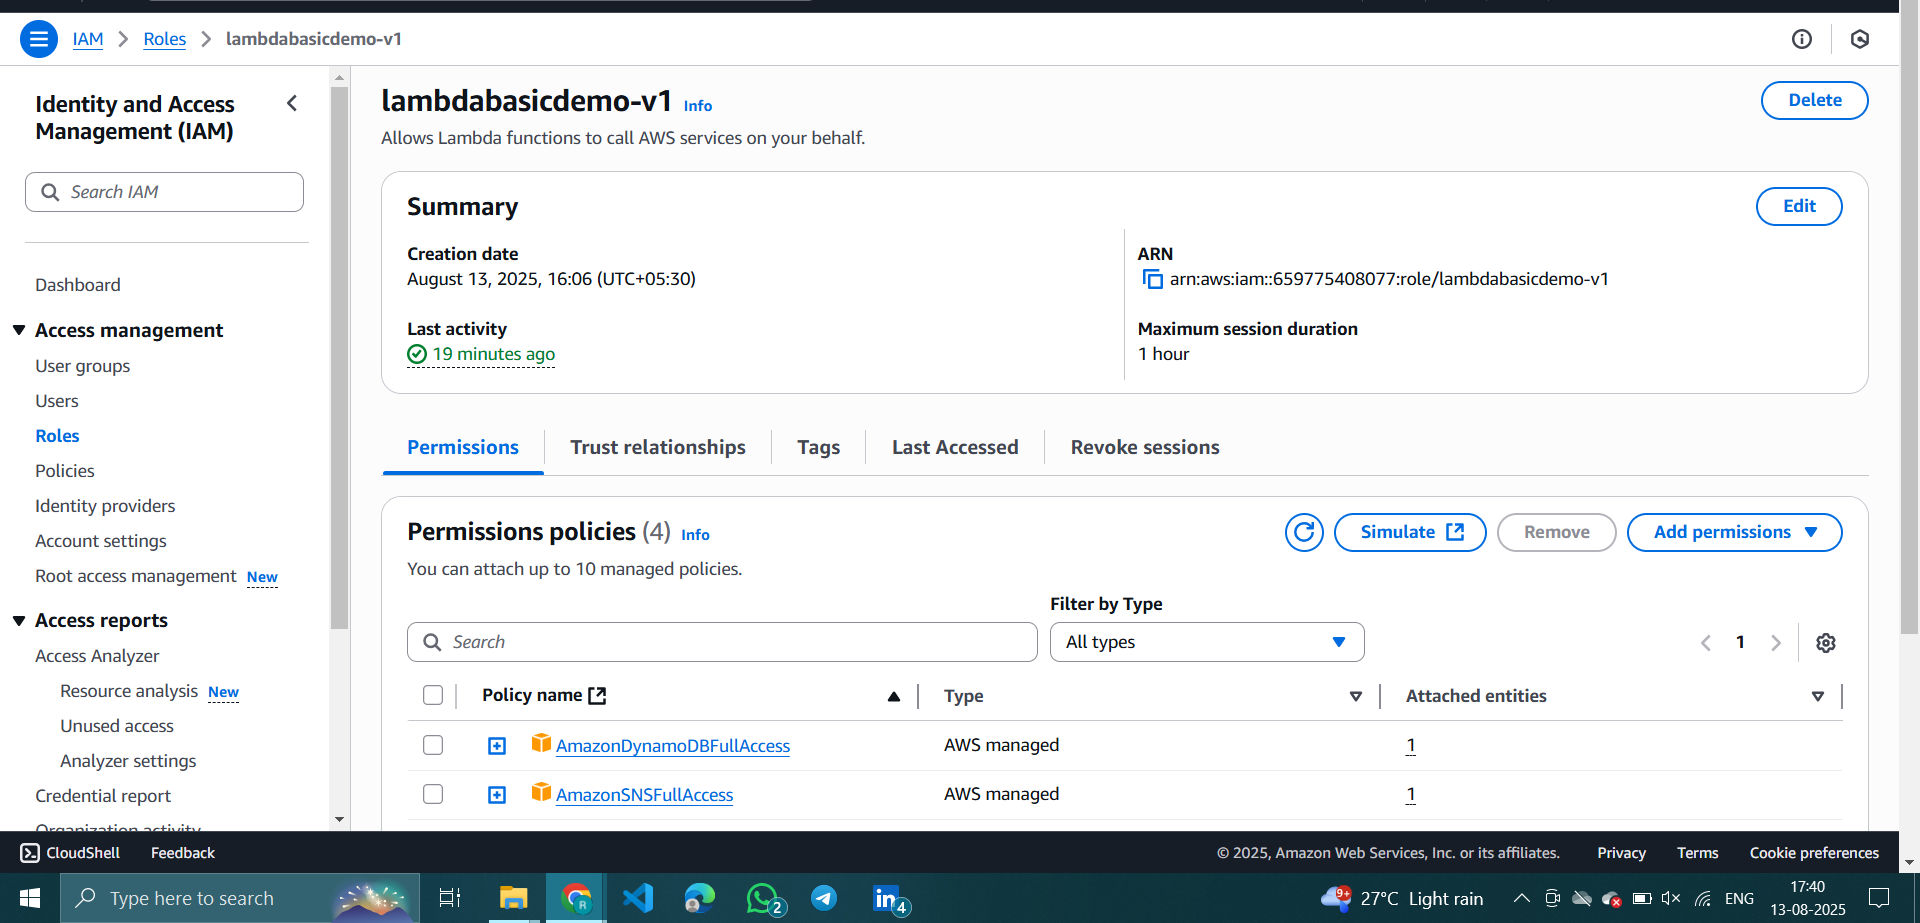 IAM > Roles > lambdabasicdemo-v1
Identity and Access
Management (IAM)
Search IAM
Dashboard
Access management
User groups
Users
Roles
Policies
Identity providers
Account settings
Root access management New
Access reports
Access Analyzer
Resource analysis New
Unused access
Analyzer settings
Credential report
Organization activity
lambdabasicdemo-v1 Info
Delete
Allows Lambda functions to call AWS services on your behalf.
Summary
Edit
Creation date
August 13, 2025, 16:06 (UTC+05:30)
ARN
arn:aws:iam::659775408077:role/lambdabasicdemo-v1
Last activity
19 minutes ago
Maximum session duration
1 hour
Permissions Trust relationships Tags Last Accessed Revoke sessions
Permissions policies (4) Info
Simulate Remove Add permissions
You can attach up to 10 managed policies.
Filter by Type
Search All types 1
Policy name Type Attached entities
AmazonDynamoDBFullAccess AWS managed 1
AmazonSNSFullAccess AWS managed 1
CloudShell Feedback © 2025, Amazon Web Services, Inc. or its affiliates. Privacy Terms Cookie preferences
Type here to search R 2 4 9+ 27°C Light rain ENG 17:40
13-08-2025